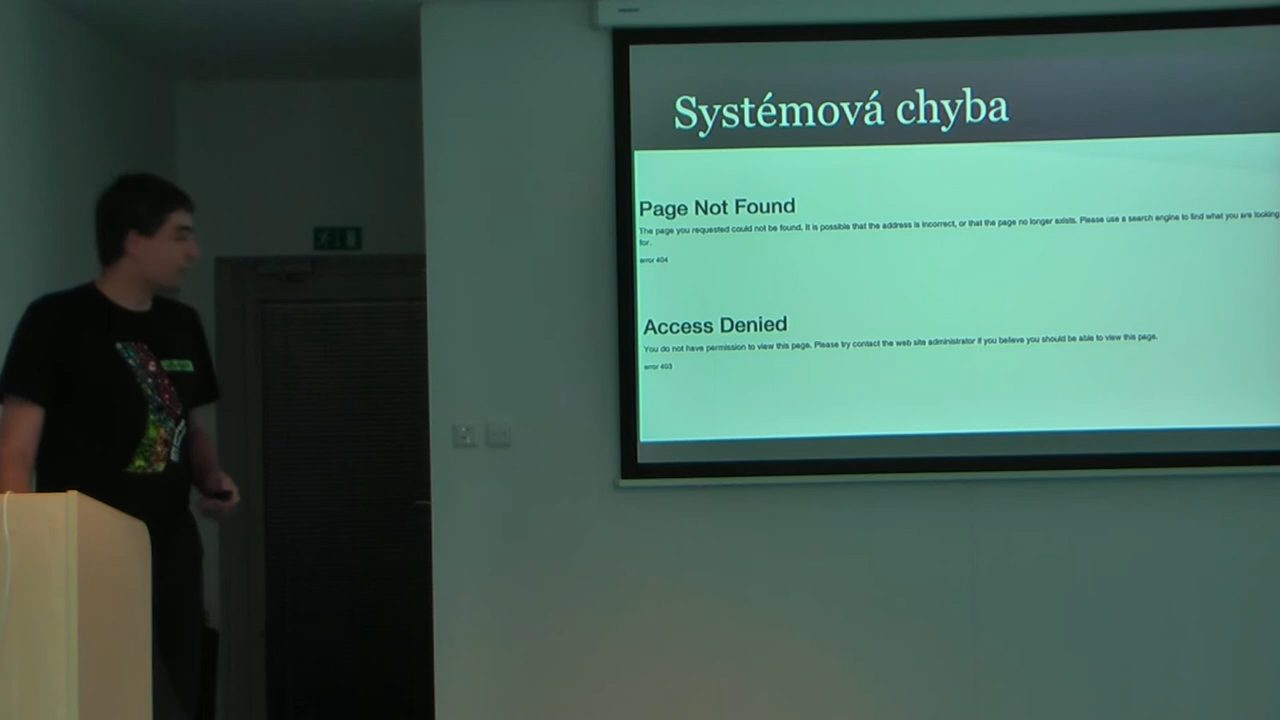 Systémová chyba
Page Not Found
The page you requested could not be found. It is possible that the address is incorrect, or that the page no longer exists. Please use a search engine to find what you are looking
for.
error 404
Access Denied
You do not have permission to view this page. Please try contact the web site administrator if you believe you should be able to view this page.
error 403